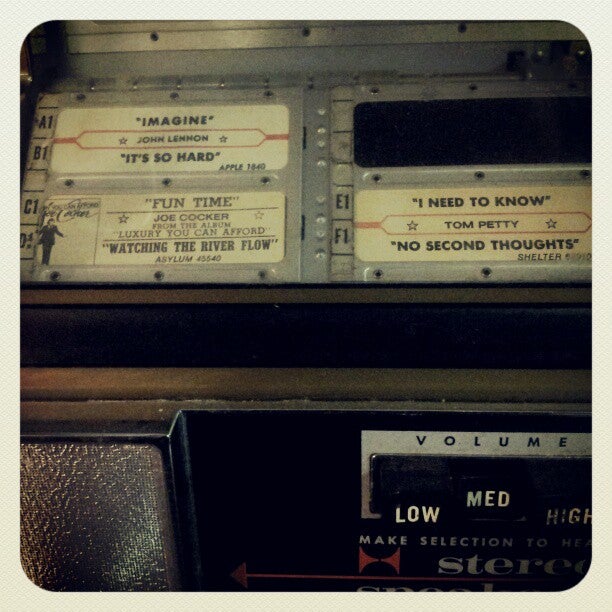 A1
"IMAGINE"
JOHN LENNON
B1
"IT'S SO HARD"
APPLE 1840
C1
"FUN TIME"
JOE COCKER
FROM THE ALBUM
"LUXURY YOU CAN AFFORD"
D1
"WATCHING THE RIVER FLOW"
ASYLUM 45540
E1
"I NEED TO KNOW"
TOM PETTY
F1
"NO SECOND THOUGHTS"
SHELTER
VOLUME
LOW MED HIGH
MAKE SELECTION TO HEA
stereo